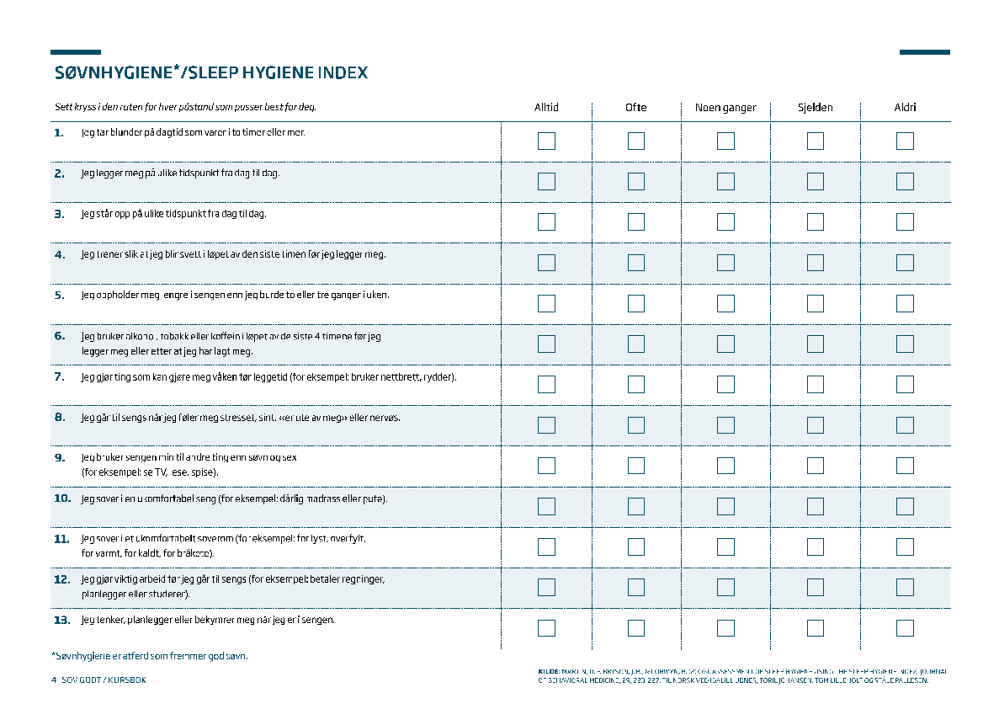 SØVNHYGIENE*/SLEEP HYGIENE INDEX
Sett kryss i den ruten for hver påstand som passer best for deg.
Alltid Ofte Noen ganger Sjelden Aldri
1. Jeg tar blunder på dagtid som varer i to timer eller mer.
2. Jeg legger meg på ulike tidspunkt fra dag til dag.
3. Jeg står opp på ulike tidspunkt fra dag til dag.
4. Jeg trener slik at jeg blir svett i løpet av den siste timen før jeg legger meg.
5. Jeg oppholder meg lengre i sengen enn jeg burde to eller tre ganger i uken.
6. Jeg bruker alkohol, tobakk eller koffein i løpet av de siste 4 timene før jeg
legger meg eller etter at jeg har lagt meg.
7. Jeg gjør ting som kan gjøre meg våken før leggetid (for eksempel: bruker nettbrett, rydder).
8. Jeg går til sengs når jeg føler meg stresset, sint, «er ute av meg» eller nervøs.
9. Jeg bruker sengen min til andre ting enn søvn og sex
(for eksempel: se TV, lese, spise).
10. Jeg sover i en ukomfortabel seng (for eksempel: dårlig madrass eller pute).
11. Jeg sover i et ukomfortabelt soverom (for eksempel: for lyst, overfylt,
for varmt, for kaldt, for bråkete).
12. Jeg gjør viktig arbeid før jeg går til sengs (for eksempel: betaler regninger,
planlegger eller studerer).
13. Jeg tenker, planlegger eller bekymrer meg når jeg er i sengen.
*Søvnhygiene er atferd som fremmer god søvn.
4 SOV GODT / KURSBOK
KILDE: MASTIN, D.F. BRYSON, J.B., & CORWYN, R. (2006). ASSESSMENT OF SLEEP HYGIENE USING THE SLEEP HYGIENE INDEX. JOURNAL
OF BEHAVIORAL MEDICINE, 29, 223-227. TIL NORSK VED IDALILL UDNES, TORIL JOHANSEN, TOM LILLEHOLT OG STÅLE PALLESEN.